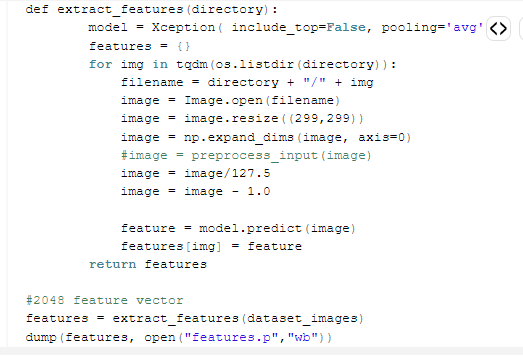 def extract_features(directory):
        model = Xception( include_top=False, pooling='avg'
        features = {}
        for img in tqdm(os.listdir(directory)):
            filename = directory + "/" + img
            image = Image.open(filename)
            image = image.resize((299,299))
            image = np.expand_dims(image, axis=0)
            #image = preprocess_input(image)
            image = image/127.5
            image = image - 1.0

            feature = model.predict(image)
            features[img] = feature
        return features

#2048 feature vector
features = extract_features(dataset_images)
dump(features, open("features.p","wb"))